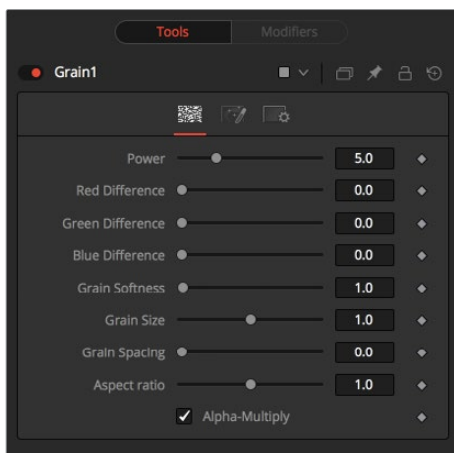 Tools Modifiers
Grain1
Power 5.0
Red Difference 0.0
Green Difference 0.0
Blue Difference 0.0
Grain Softness 1.0
Grain Size 1.0
Grain Spacing 0.0
Aspect ratio 1.0
Alpha-Multiply